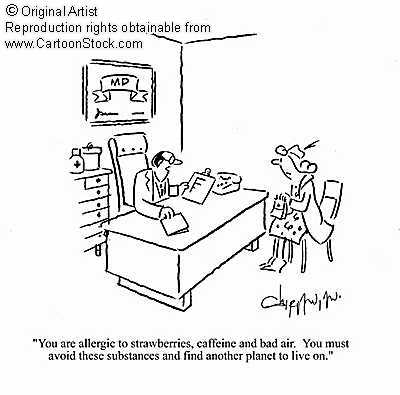 © Original Artist
Reproduction rights obtainable from
www.CartoonStock.com
MD
"You are allergic to strawberries, caffeine and bad air.  You must
avoid these substances and find another planet to live on."